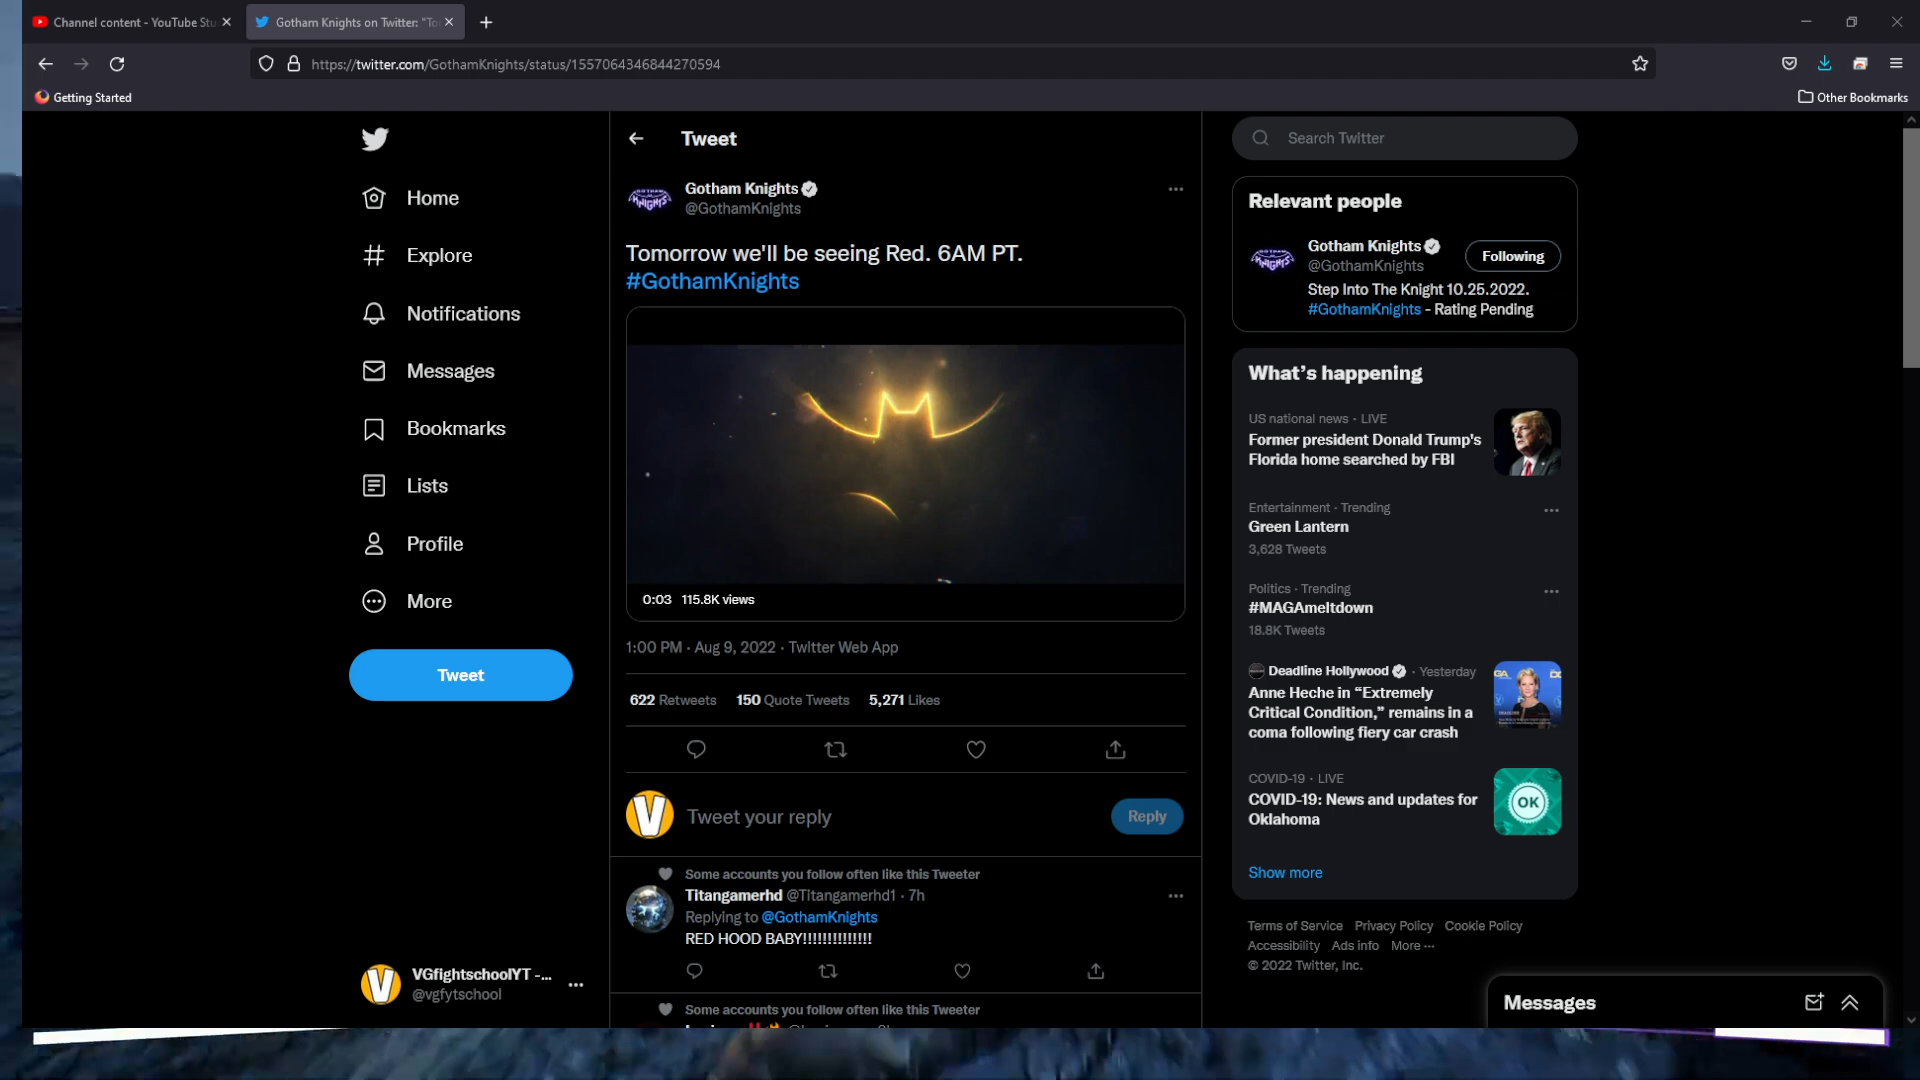 Channel content - YouTube Stu
Gotham Knights on Twitter: "To
https://twitter.com/GothamKnights/status/1557064346844270594
Getting Started
Other Bookmarks
Home
Explore
Notifications
Messages
Bookmarks
Lists
Profile
More
Tweet
VGfightschoolYT -...
@vgfytschool
Tweet
Gotham Knights
@GothamKnights
Tomorrow we'll be seeing Red. 6AM PT.
#GothamKnights
0:03 115.8K views
1:00 PM · Aug 9, 2022 · Twitter Web App
622 Retweets 150 Quote Tweets 5,271 Likes
Tweet your reply
Reply
Some accounts you follow often like this Tweeter
Titangamerhd @Titangamerhd1 · 7h
Replying to @GothamKnights
RED HOOD BABY!!!!!!!!!!!!!!
Some accounts you follow often like this Tweeter
Search Twitter
Relevant people
Gotham Knights
@GothamKnights
Following
Step Into The Knight 10.25.2022.
#GothamKnights - Rating Pending
What's happening
US national news · LIVE
Former president Donald Trump's
Florida home searched by FBI
Entertainment · Trending
Green Lantern
3,628 Tweets
Politics · Trending
#MAGAmeltdown
18.8K Tweets
Deadline Hollywood · Yesterday
Anne Heche in “Extremely
Critical Condition,” remains in a
coma following fiery car crash
COVID-19 · LIVE
COVID-19: News and updates for
Oklahoma
OK
Show more
Terms of Service Privacy Policy Cookie Policy
Accessibility Ads info More ···
© 2022 Twitter, Inc.
Messages